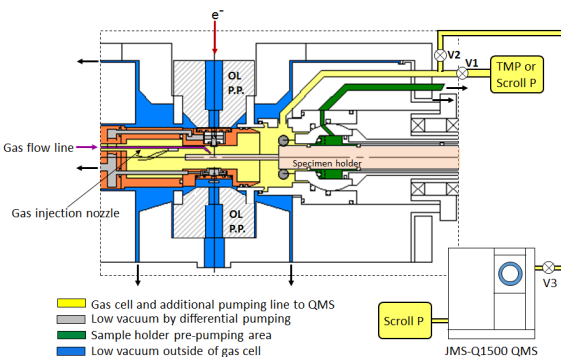 e⁻
V2
V1
OL
P.P.
TMP or
Scroll P
Gas flow line
Specimen holder
Gas injection nozzle
OL
P.P.
V3
Gas cell and additional pumping line to QMS
Low vacuum by differential pumping
Sample holder pre-pumping area
Low vacuum outside of gas cell
Scroll P
JMS-Q1500 QMS